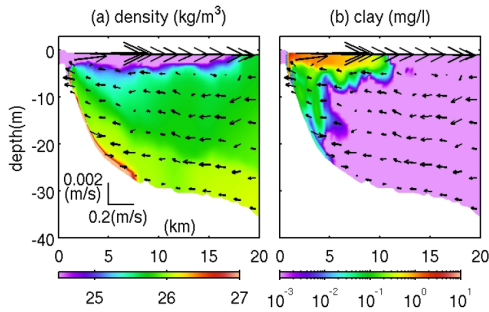 (a) density (kg/m³)
(b) clay (mg/l)
depth(m)
0
-10
-20
-30
-40
0.002
(m/s)
0.2(m/s)
(km)
0 5 10 15 20
0 5 10 15 20
25 26 27
10⁻³ 10⁻² 10⁻¹ 10⁰ 10¹